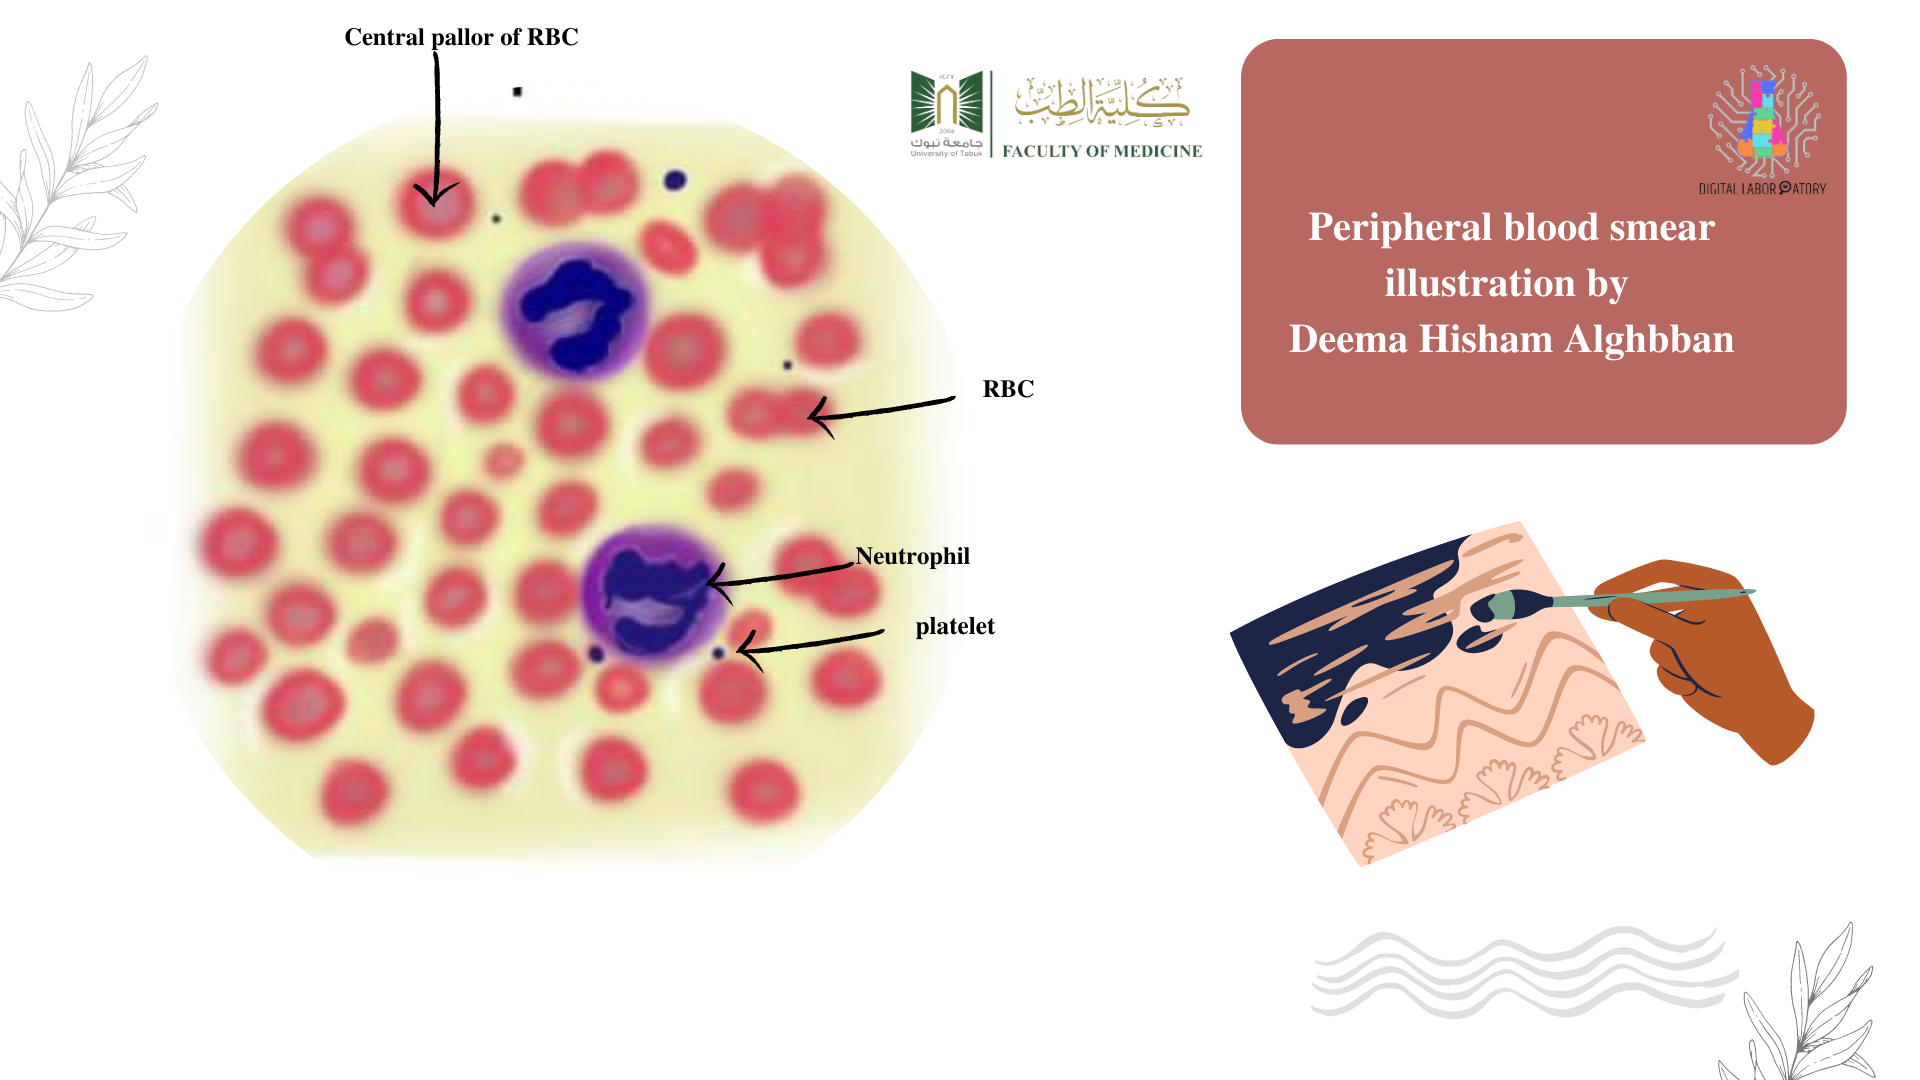 Central pallor of RBC
١٤٢٧
2006
جامعة تبوك
University of Tabuk
كلية الطب
FACULTY OF MEDICINE
DIGITAL LABORATORY
Peripheral blood smear
illustration by
Deema Hisham Alghbban
RBC
Neutrophil
platelet